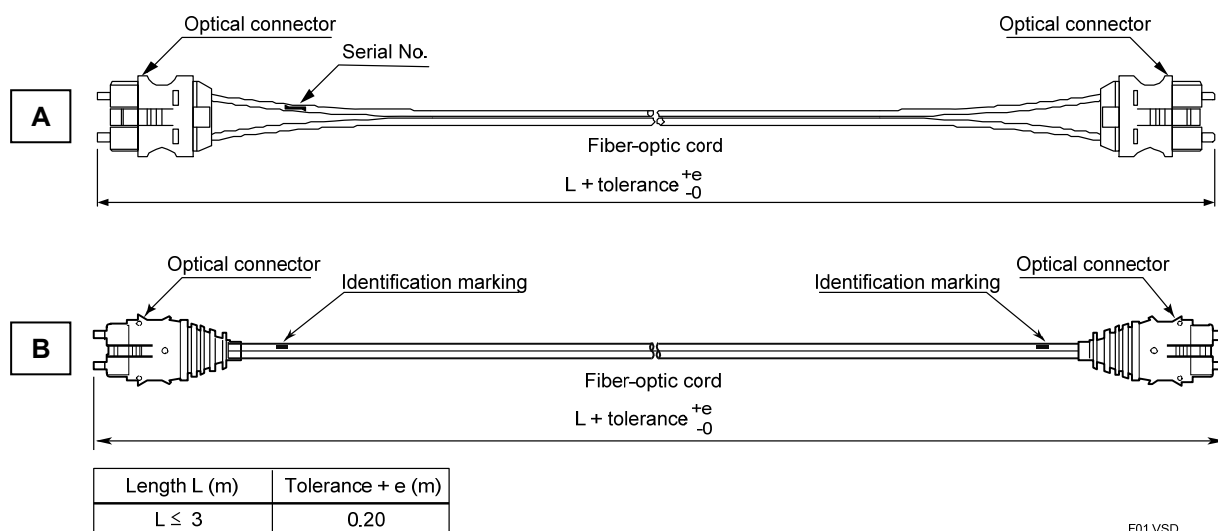 Optical connector
Optical connector
Serial No.
A
Fiber-optic cord
L + tolerance +e -0
Optical connector
Optical connector
Identification marking
Identification marking
B
Fiber-optic cord
L + tolerance +e -0
Length L (m) Tolerance + e (m)
L ≤ 3 0.20
F01.VSD